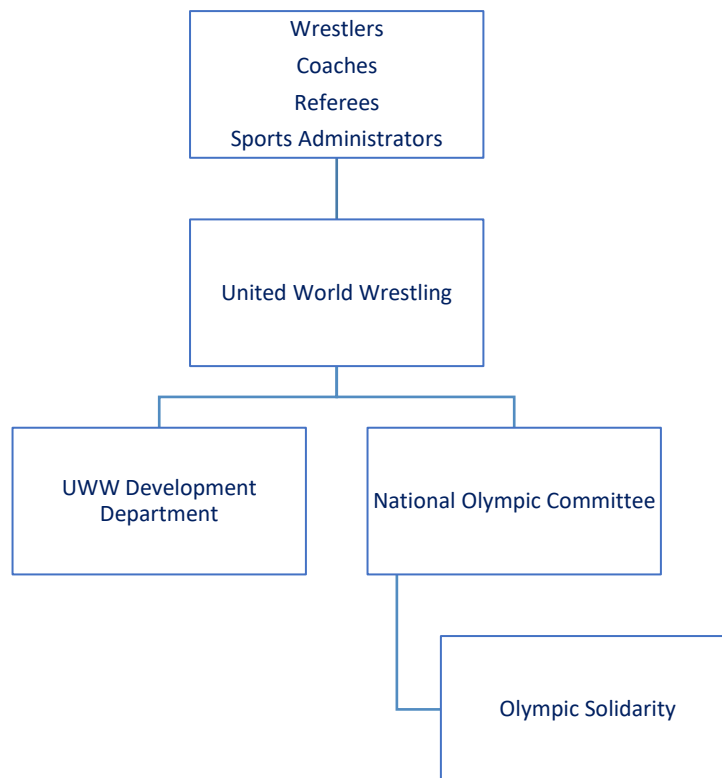 Wrestlers
Coaches
Referees
Sports Administrators
United World Wrestling
UWW Development
Department
National Olympic Committee
Olympic Solidarity